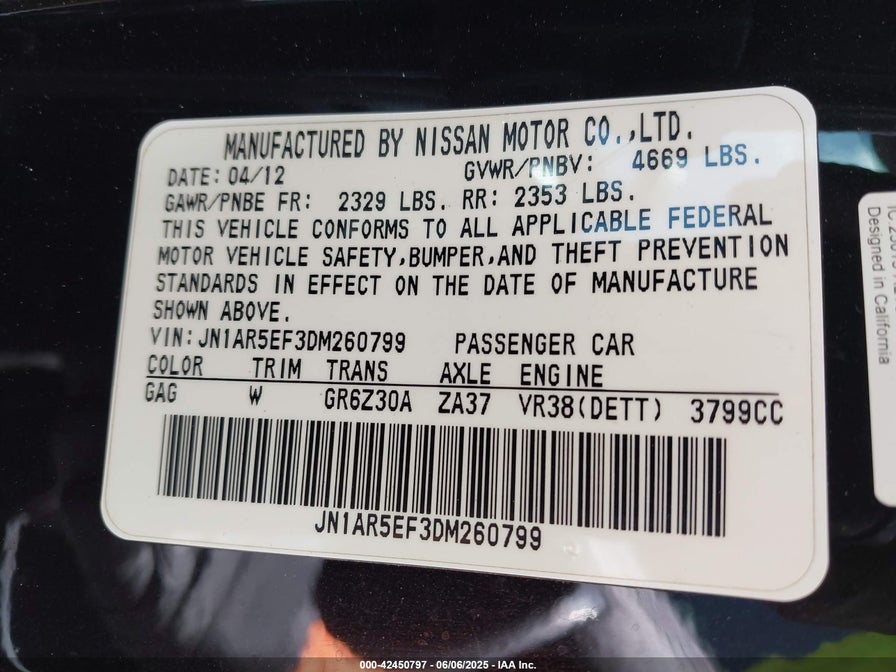 MANUFACTURED BY NISSAN MOTOR CO.,LTD.
DATE: 04/12 GVWR/PNBV: 4669 LBS.
GAWR/PNBE FR: 2329 LBS. RR: 2353 LBS.
THIS VEHICLE CONFORMS TO ALL APPLICABLE FEDERAL
MOTOR VEHICLE SAFETY,BUMPER,AND THEFT PREVENTION
STANDARDS IN EFFECT ON THE DATE OF MANUFACTURE
SHOWN ABOVE.
VIN: JN1AR5EF3DM260799 PASSENGER CAR
COLOR TRIM TRANS AXLE ENGINE
GAG W GR6Z30A ZA37 VR38(DETT) 3799CC
JN1AR5EF3DM260799
Designed in California
000-42450797 - 06/06/2025 - IAA Inc.